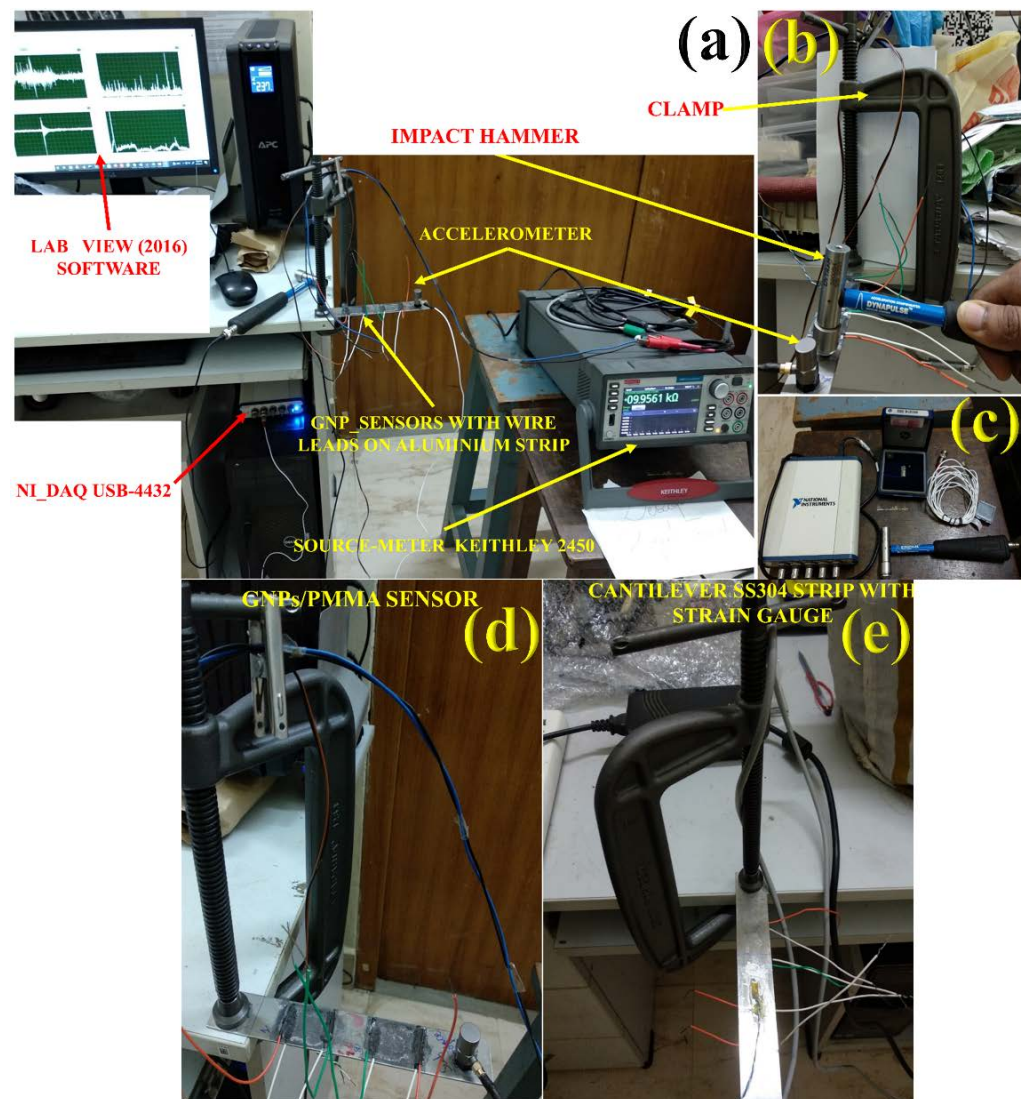 (a)
(b)
CLAMP
IMPACT HAMMER
LAB VIEW (2016)
SOFTWARE
ACCELEROMETER
237
APC
DYNAPULSE
-09.9561 kΩ
GNP_SENSORS WITH WIRE
LEADS ON ALUMINIUM STRIP
NI_DAQ USB-4432
SOURCE-METER KEITHLEY 2450
KEITHLEY
(c)
NATIONAL
INSTRUMENTS
GNPs/PMMA SENSOR
(d)
CANTILEVER SS304 STRIP WITH
STRAIN GAUGE
(e)